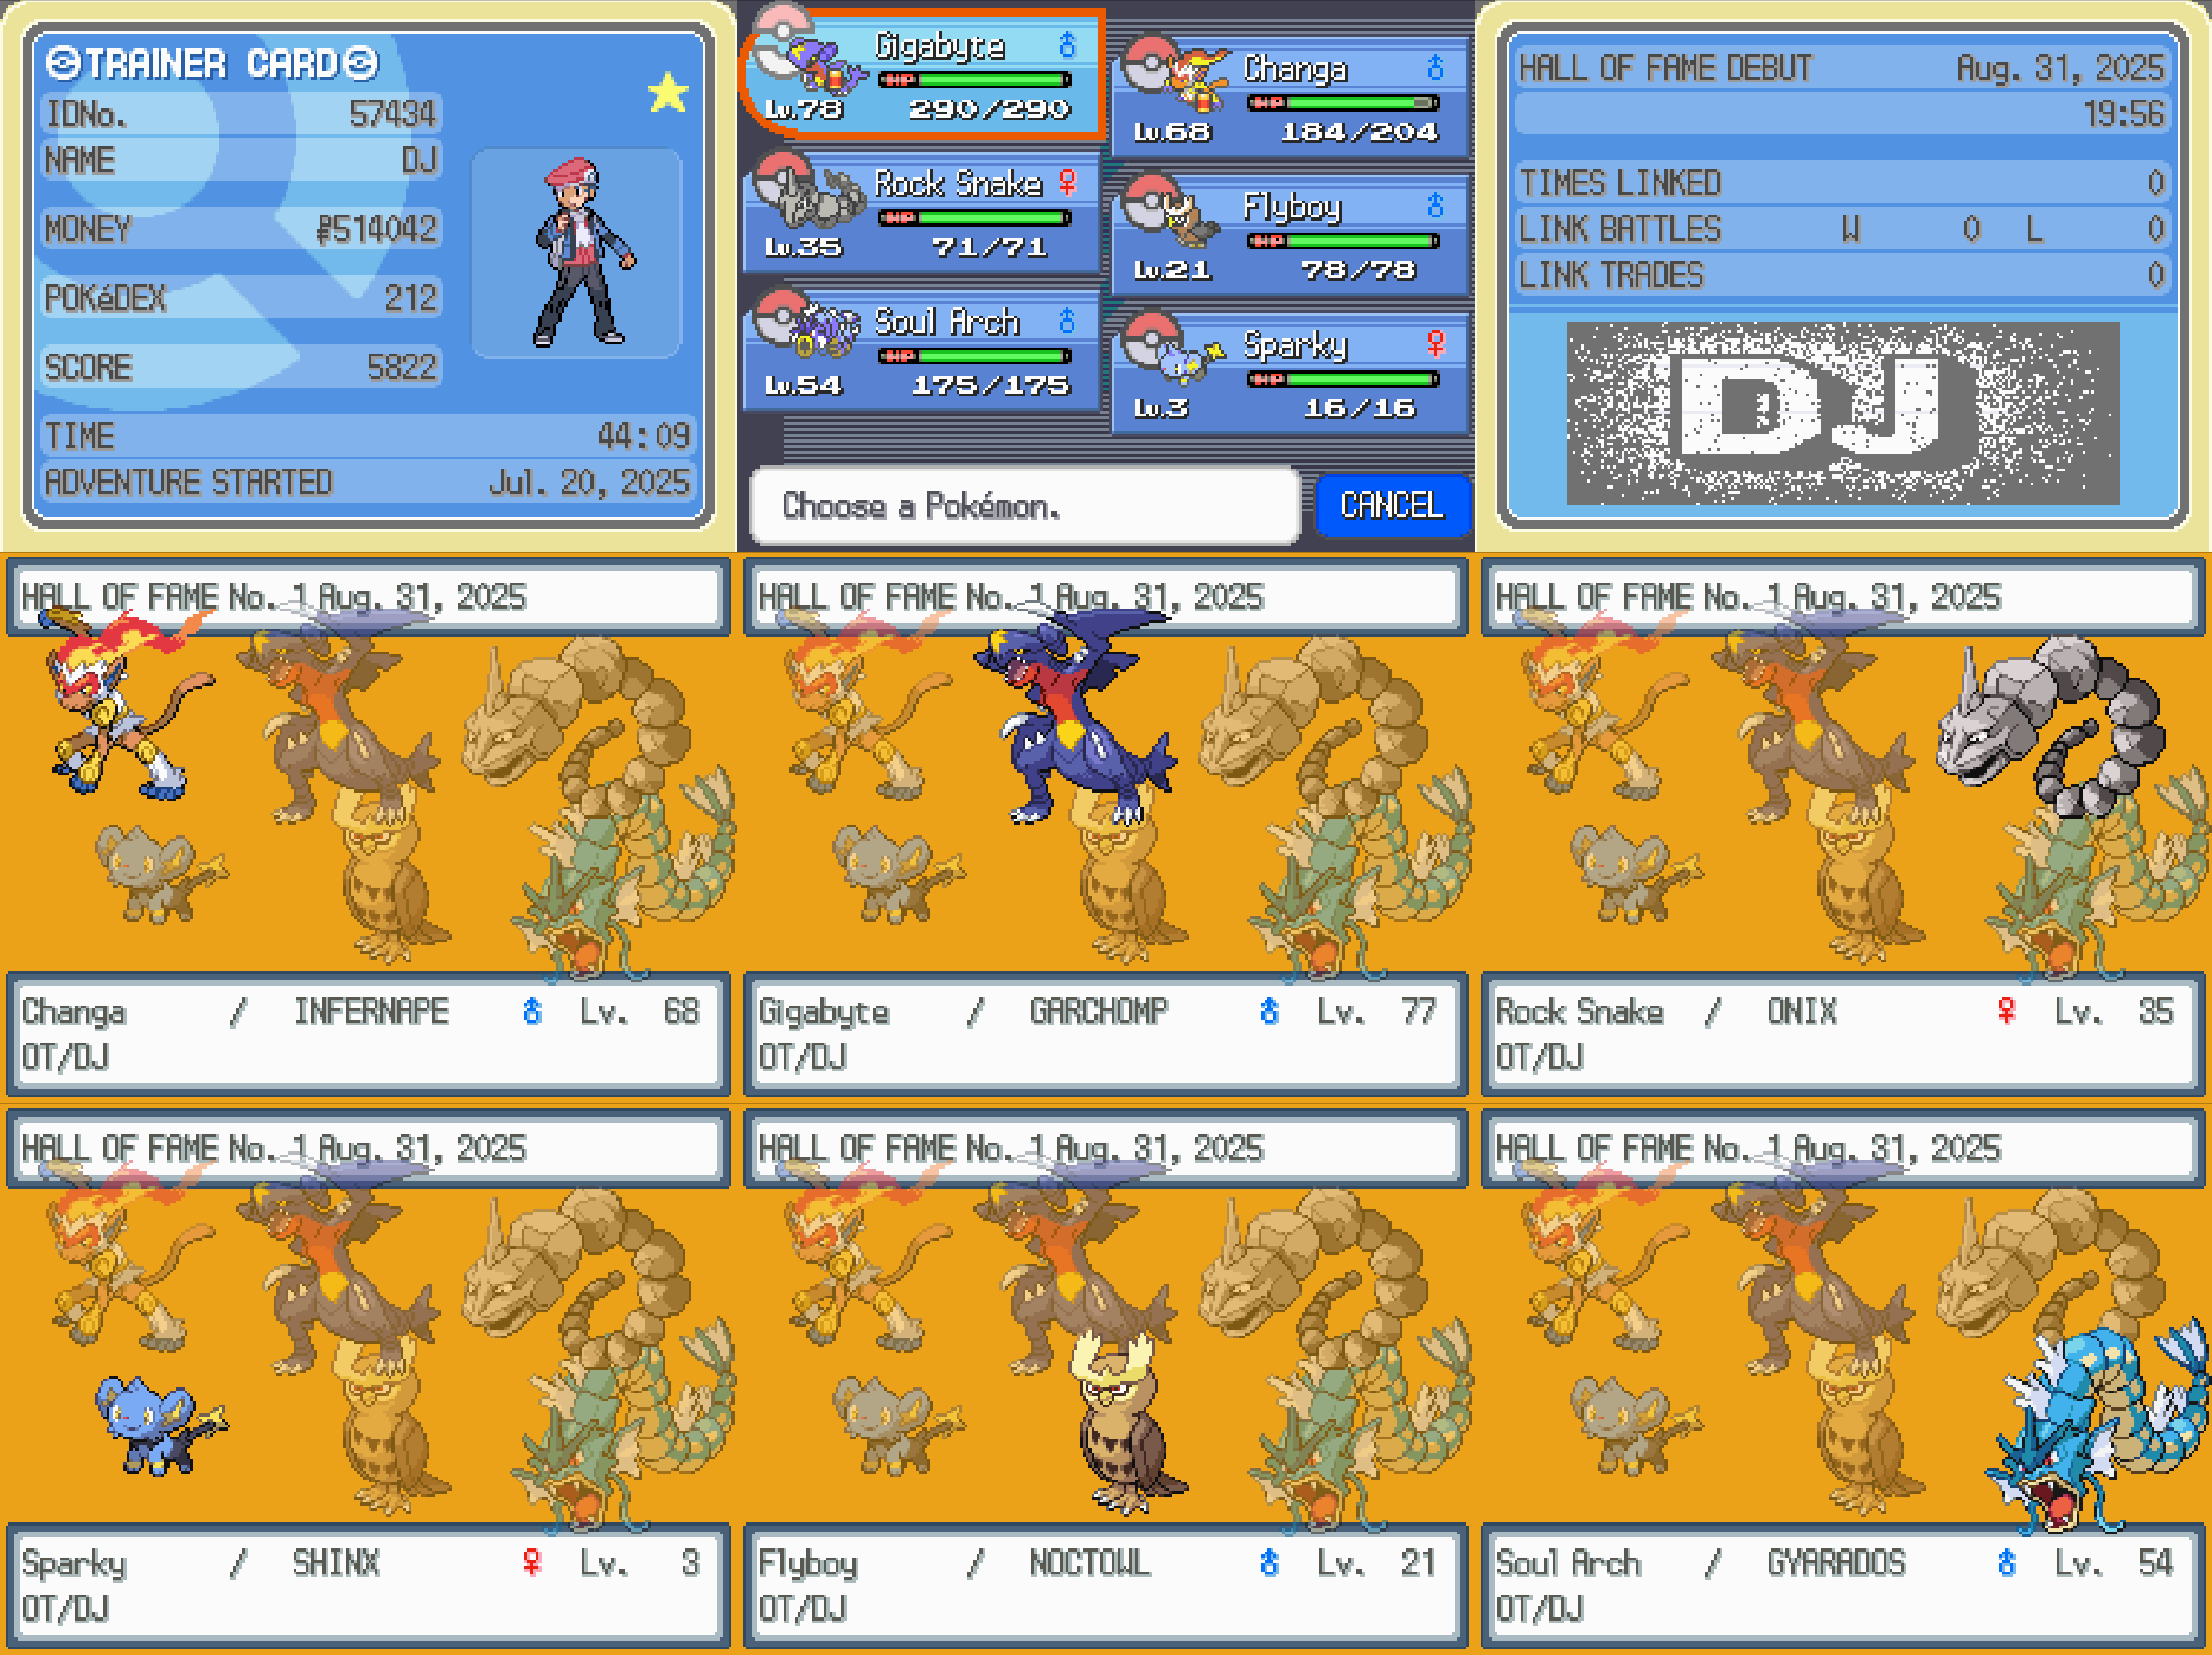 TRAINER CARD
IDNo. 57434
NAME DJ
MONEY ₽514042
POKéDEX 212
SCORE 5822
TIME 44:09
ADVENTURE STARTED Jul. 20, 2025
Gigabyte ♂
HP
Lv.78 290/290
Changa ♂
HP
Lv.68 184/204
Rock Snake ♀
HP
Lv.35 71/71
Flyboy ♂
HP
Lv.21 78/78
Soul Arch ♂
HP
Lv.54 175/175
Sparky ♀
HP
Lv.3 16/16
Choose a Pokémon.
CANCEL
HALL OF FAME DEBUT Aug. 31, 2025
19:56
TIMES LINKED 0
LINK BATTLES W 0 L 0
LINK TRADES 0
DJ
HALL OF FAME No. 1 Aug. 31, 2025
Changa / INFERNAPE ♂ Lv. 68
OT/DJ
HALL OF FAME No. 1 Aug. 31, 2025
Gigabyte / GARCHOMP ♂ Lv. 77
OT/DJ
HALL OF FAME No. 1 Aug. 31, 2025
Rock Snake / ONIX ♀ Lv. 35
OT/DJ
HALL OF FAME No. 1 Aug. 31, 2025
Sparky / SHINX ♀ Lv. 3
OT/DJ
HALL OF FAME No. 1 Aug. 31, 2025
Flyboy / NOCTOWL ♂ Lv. 21
OT/DJ
HALL OF FAME No. 1 Aug. 31, 2025
Soul Arch / GYARADOS ♂ Lv. 54
OT/DJ